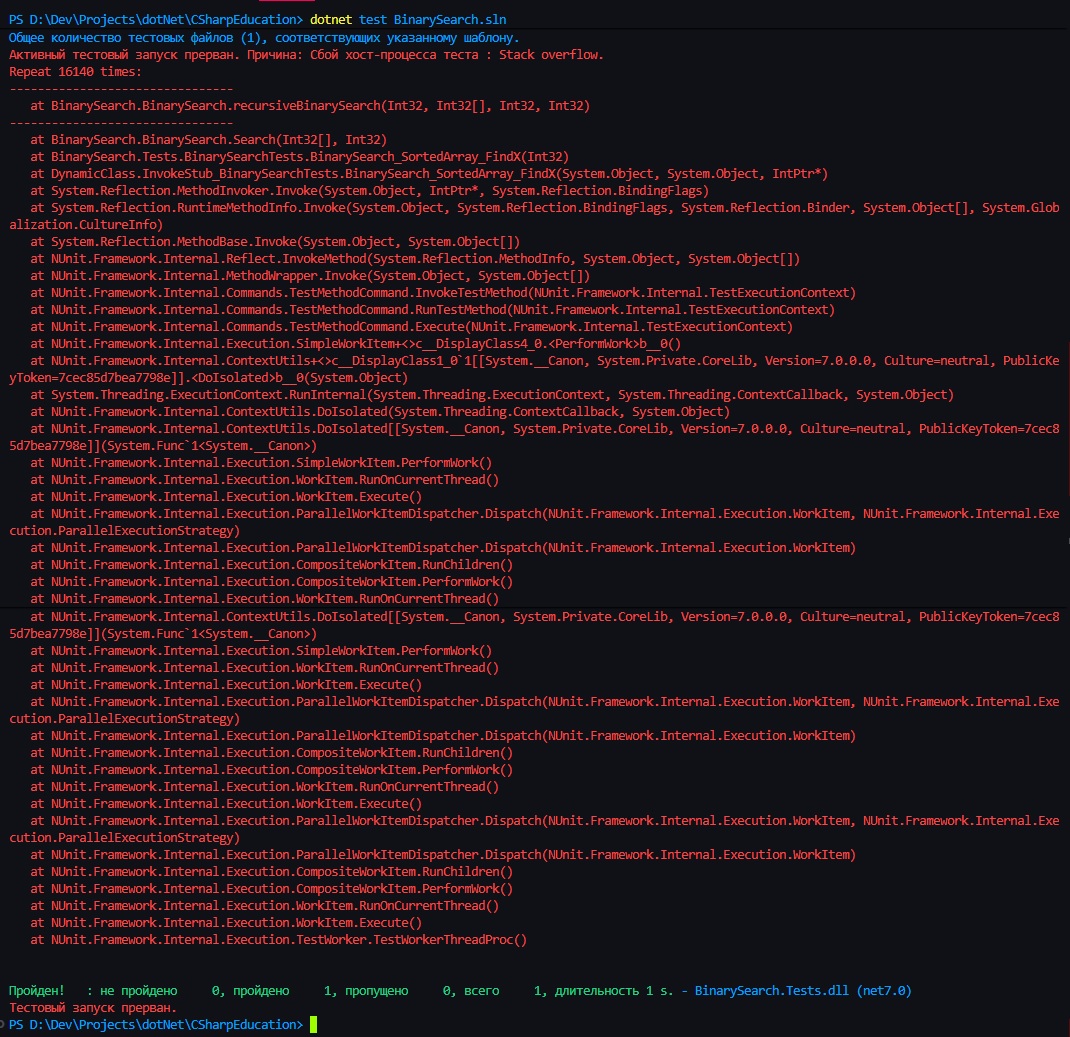 PS D:\Dev\Projects\dotNet\CSharpEducation> dotnet test BinarySearch.sln
Общее количество тестовых файлов (1), соответствующих указанному шаблону.
Активный тестовый запуск прерван. Причина: Сбой хост-процесса теста : Stack overflow.
Repeat 16140 times:
--------------------------------
   at BinarySearch.BinarySearch.recursiveBinarySearch(Int32, Int32[], Int32, Int32)
--------------------------------
   at BinarySearch.BinarySearch.Search(Int32[], Int32)
   at BinarySearch.Tests.BinarySearchTests.BinarySearch_SortedArray_FindX(Int32)
   at DynamicClass.InvokeStub_BinarySearchTests.BinarySearch_SortedArray_FindX(System.Object, System.Object, IntPtr*)
   at System.Reflection.MethodInvoker.Invoke(System.Object, IntPtr*, System.Reflection.BindingFlags)
   at System.Reflection.RuntimeMethodInfo.Invoke(System.Object, System.Reflection.BindingFlags, System.Reflection.Binder, System.Object[], System.Glob
alization.CultureInfo)
   at System.Reflection.MethodBase.Invoke(System.Object, System.Object[])
   at NUnit.Framework.Internal.Reflect.InvokeMethod(System.Reflection.MethodInfo, System.Object, System.Object[])
   at NUnit.Framework.Internal.MethodWrapper.Invoke(System.Object, System.Object[])
   at NUnit.Framework.Internal.Commands.TestMethodCommand.InvokeTestMethod(NUnit.Framework.Internal.TestExecutionContext)
   at NUnit.Framework.Internal.Commands.TestMethodCommand.RunTestMethod(NUnit.Framework.Internal.TestExecutionContext)
   at NUnit.Framework.Internal.Commands.TestMethodCommand.Execute(NUnit.Framework.Internal.TestExecutionContext)
   at NUnit.Framework.Internal.Execution.SimpleWorkItem+<>c__DisplayClass4_0.<PerformWork>b__0()
   at NUnit.Framework.Internal.ContextUtils+<>c__DisplayClass1_0`1[[System.__Canon, System.Private.CoreLib, Version=7.0.0.0, Culture=neutral, PublicKe
yToken=7cec85d7bea7798e]].<DoIsolated>b__0(System.Object)
   at System.Threading.ExecutionContext.RunInternal(System.Threading.ExecutionContext, System.Threading.ContextCallback, System.Object)
   at NUnit.Framework.Internal.ContextUtils.DoIsolated(System.Threading.ContextCallback, System.Object)
   at NUnit.Framework.Internal.ContextUtils.DoIsolated[[System.__Canon, System.Private.CoreLib, Version=7.0.0.0, Culture=neutral, PublicKeyToken=7cec8
5d7bea7798e]](System.Func`1<System.__Canon>)
   at NUnit.Framework.Internal.Execution.SimpleWorkItem.PerformWork()
   at NUnit.Framework.Internal.Execution.WorkItem.RunOnCurrentThread()
   at NUnit.Framework.Internal.Execution.WorkItem.Execute()
   at NUnit.Framework.Internal.Execution.ParallelWorkItemDispatcher.Dispatch(NUnit.Framework.Internal.Execution.WorkItem, NUnit.Framework.Internal.Exe
cution.ParallelExecutionStrategy)
   at NUnit.Framework.Internal.Execution.ParallelWorkItemDispatcher.Dispatch(NUnit.Framework.Internal.Execution.WorkItem)
   at NUnit.Framework.Internal.Execution.CompositeWorkItem.RunChildren()
   at NUnit.Framework.Internal.Execution.CompositeWorkItem.PerformWork()
   at NUnit.Framework.Internal.Execution.WorkItem.RunOnCurrentThread()
   at NUnit.Framework.Internal.ContextUtils.DoIsolated[[System.__Canon, System.Private.CoreLib, Version=7.0.0.0, Culture=neutral, PublicKeyToken=7cec8
5d7bea7798e]](System.Func`1<System.__Canon>)
   at NUnit.Framework.Internal.Execution.SimpleWorkItem.PerformWork()
   at NUnit.Framework.Internal.Execution.WorkItem.RunOnCurrentThread()
   at NUnit.Framework.Internal.Execution.WorkItem.Execute()
   at NUnit.Framework.Internal.Execution.ParallelWorkItemDispatcher.Dispatch(NUnit.Framework.Internal.Execution.WorkItem, NUnit.Framework.Internal.Exe
cution.ParallelExecutionStrategy)
   at NUnit.Framework.Internal.Execution.ParallelWorkItemDispatcher.Dispatch(NUnit.Framework.Internal.Execution.WorkItem)
   at NUnit.Framework.Internal.Execution.CompositeWorkItem.RunChildren()
   at NUnit.Framework.Internal.Execution.CompositeWorkItem.PerformWork()
   at NUnit.Framework.Internal.Execution.WorkItem.RunOnCurrentThread()
   at NUnit.Framework.Internal.Execution.WorkItem.Execute()
   at NUnit.Framework.Internal.Execution.ParallelWorkItemDispatcher.Dispatch(NUnit.Framework.Internal.Execution.WorkItem, NUnit.Framework.Internal.Exe
cution.ParallelExecutionStrategy)
   at NUnit.Framework.Internal.Execution.ParallelWorkItemDispatcher.Dispatch(NUnit.Framework.Internal.Execution.WorkItem)
   at NUnit.Framework.Internal.Execution.CompositeWorkItem.RunChildren()
   at NUnit.Framework.Internal.Execution.CompositeWorkItem.PerformWork()
   at NUnit.Framework.Internal.Execution.WorkItem.RunOnCurrentThread()
   at NUnit.Framework.Internal.Execution.WorkItem.Execute()
   at NUnit.Framework.Internal.Execution.TestWorker.TestWorkerThreadProc()
Пройден!   : не пройдено     0, пройдено     1, пропущено     0, всего     1, длительность 1 s. - BinarySearch.Tests.dll (net7.0)
Тестовый запуск прерван.
PS D:\Dev\Projects\dotNet\CSharpEducation>